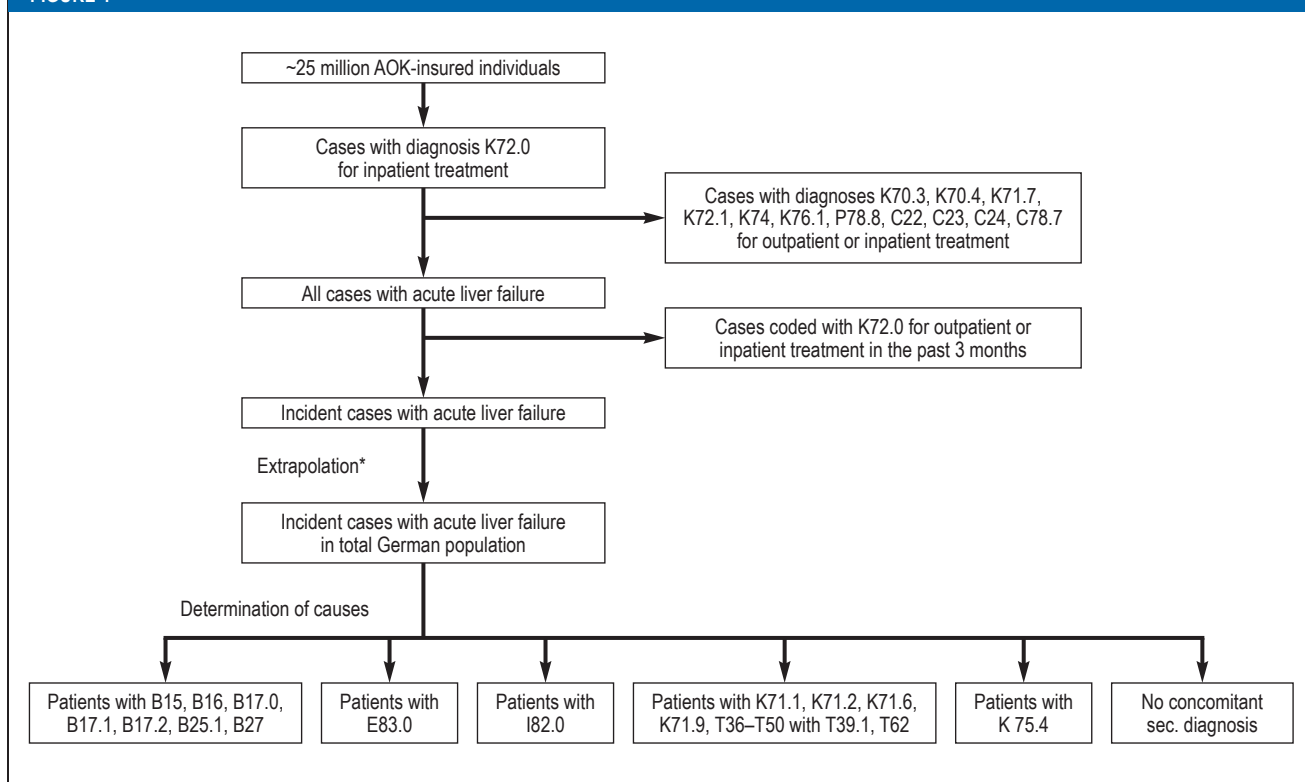 ~25 million AOK-insured individuals
Cases with diagnosis K72.0
for inpatient treatment
Cases with diagnoses K70.3, K70.4, K71.7,
K72.1, K74, K76.1, P78.8, C22, C23, C24, C78.7
for outpatient or inpatient treatment
All cases with acute liver failure
Cases coded with K72.0 for outpatient or
inpatient treatment in the past 3 months
Incident cases with acute liver failure
Extrapolation*
Incident cases with acute liver failure
in total German population
Determination of causes
Patients with B15, B16, B17.0,
B17.1, B17.2, B25.1, B27
Patients with
E83.0
Patients with
I82.0
Patients with K71.1, K71.2, K71.6,
K71.9, T36–T50 with T39.1, T62
Patients with
K 75.4
No concomitant
sec. diagnosis